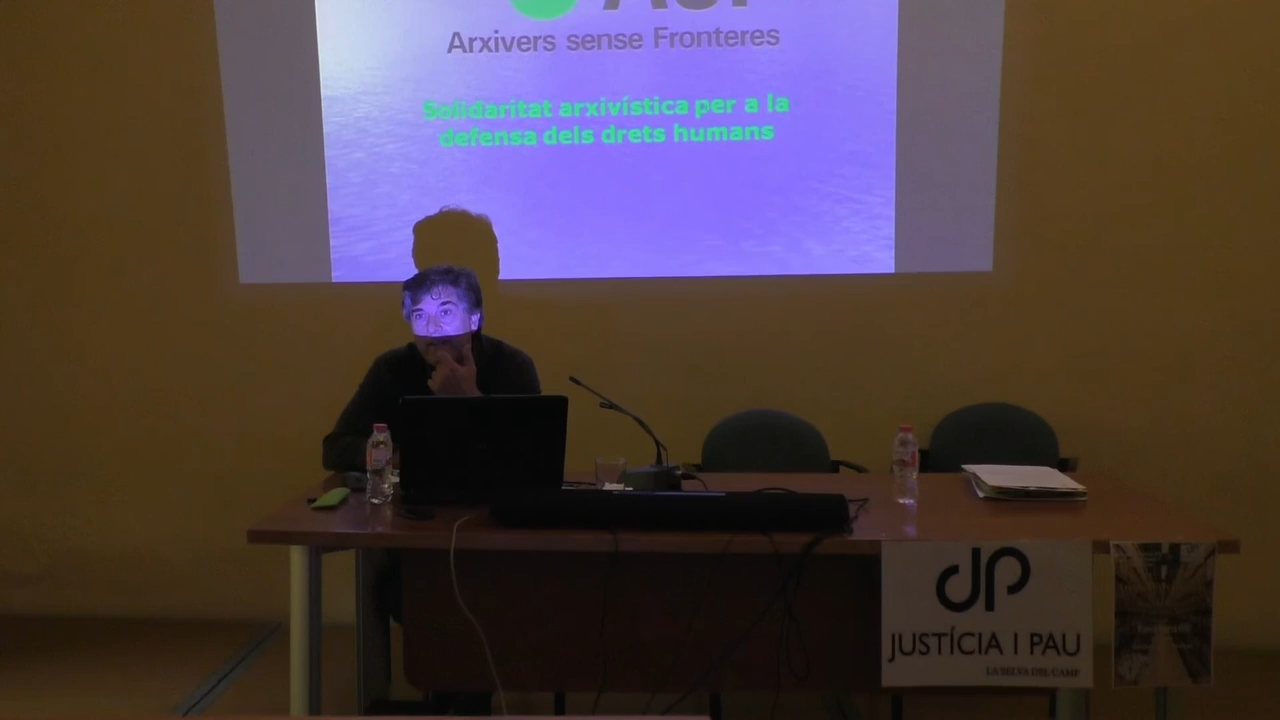 Arxivers sense Fronteres
Solidaritat arxivística per a la
defensa dels drets humans
JUSTÍCIA I PAU
LA SELVA DEL CAMP